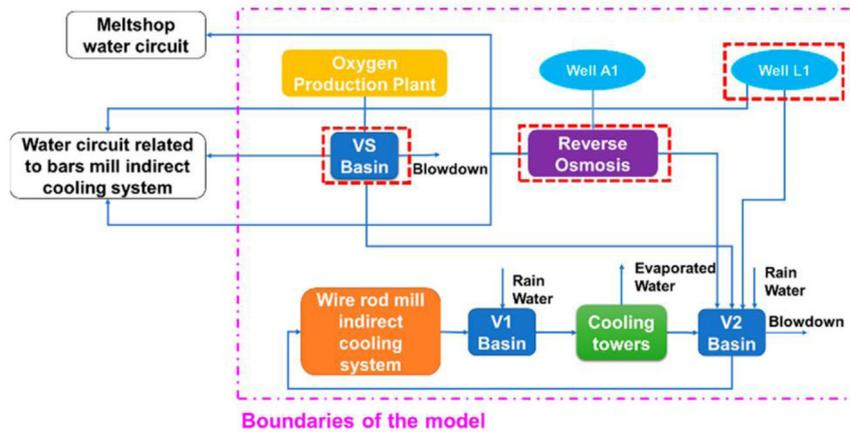 Meltshop
water circuit
Oxygen
Production Plant
Well A1
Well L1
Water circuit related
to bars mill indirect
cooling system
VS
Basin
Blowdown
Reverse
Osmosis
Wire rod mill
indirect
cooling
system
Rain
Water
V1
Basin
Evaporated
Water
Cooling
towers
Rain
Water
V2
Basin
Blowdown
Boundaries of the model